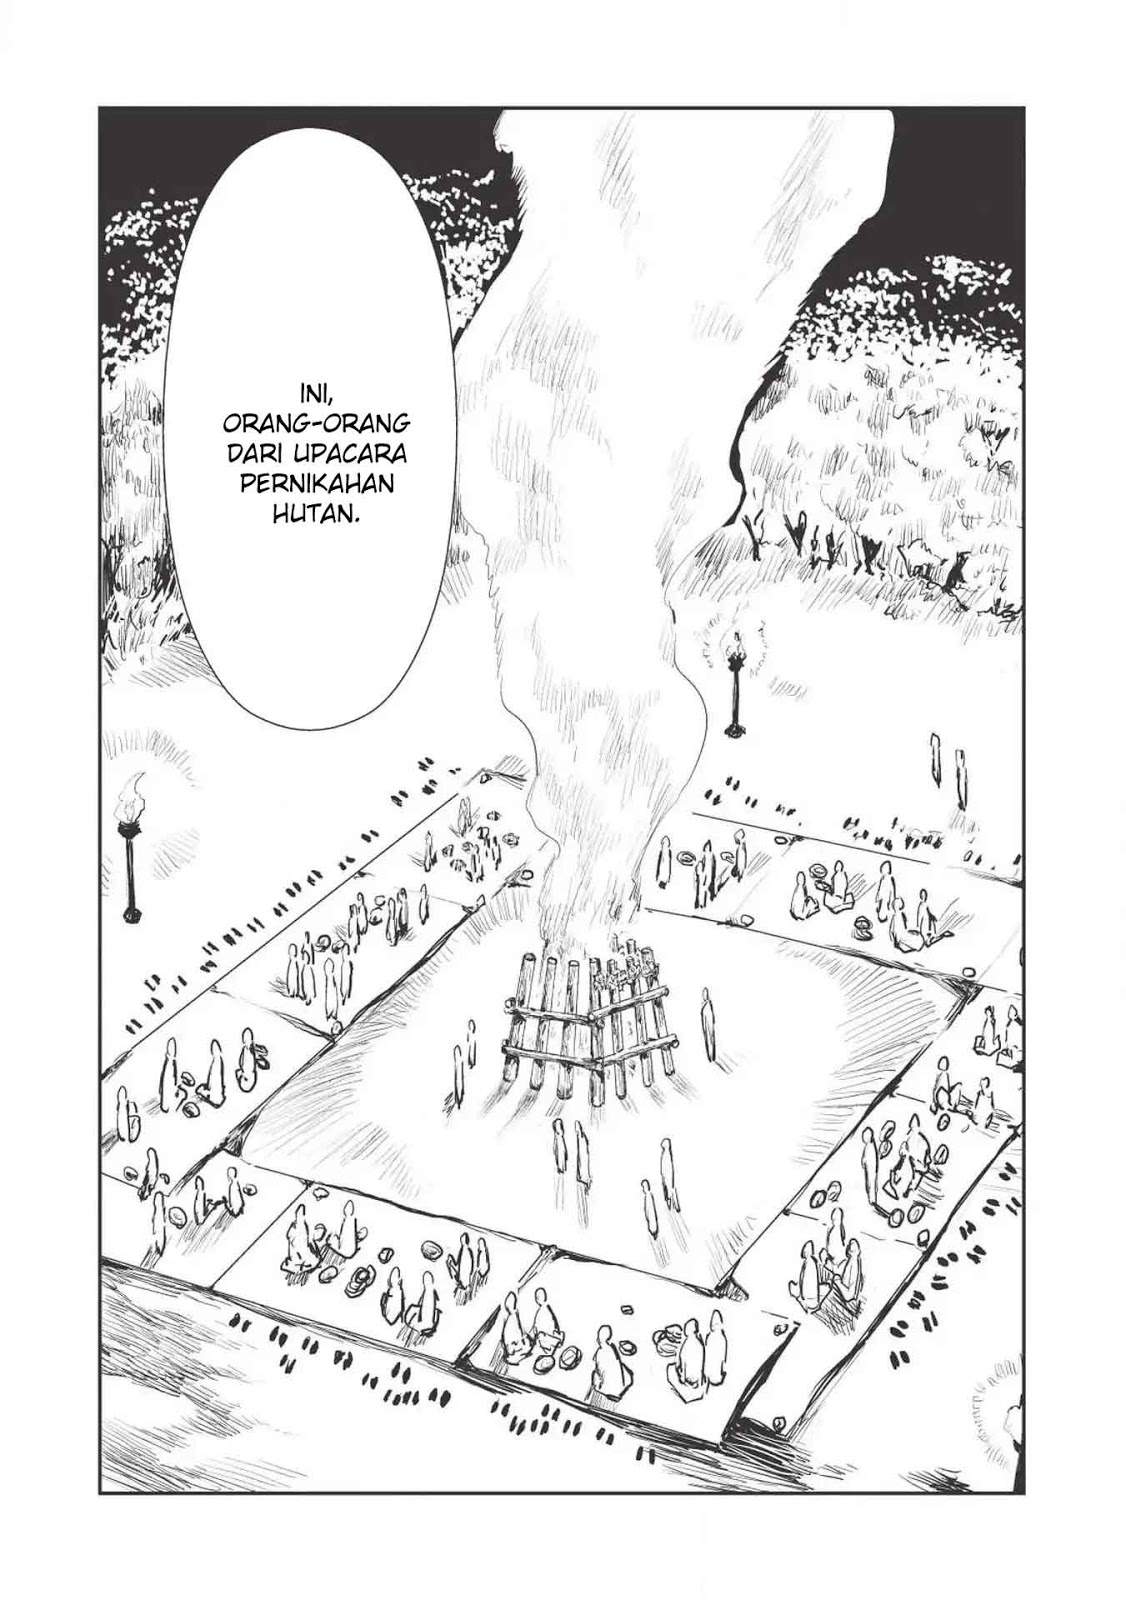 INI,
ORANG-ORANG
DARI UPACARA
PERNIKAHAN
HUTAN.